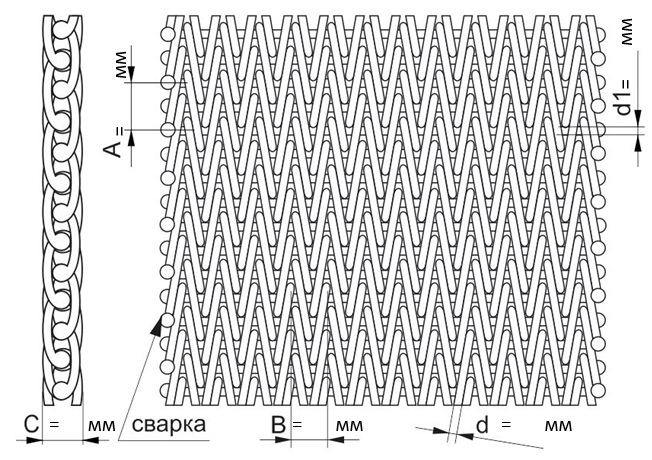 A = мм
d1= мм
C = мм
сварка
B = мм
d = мм